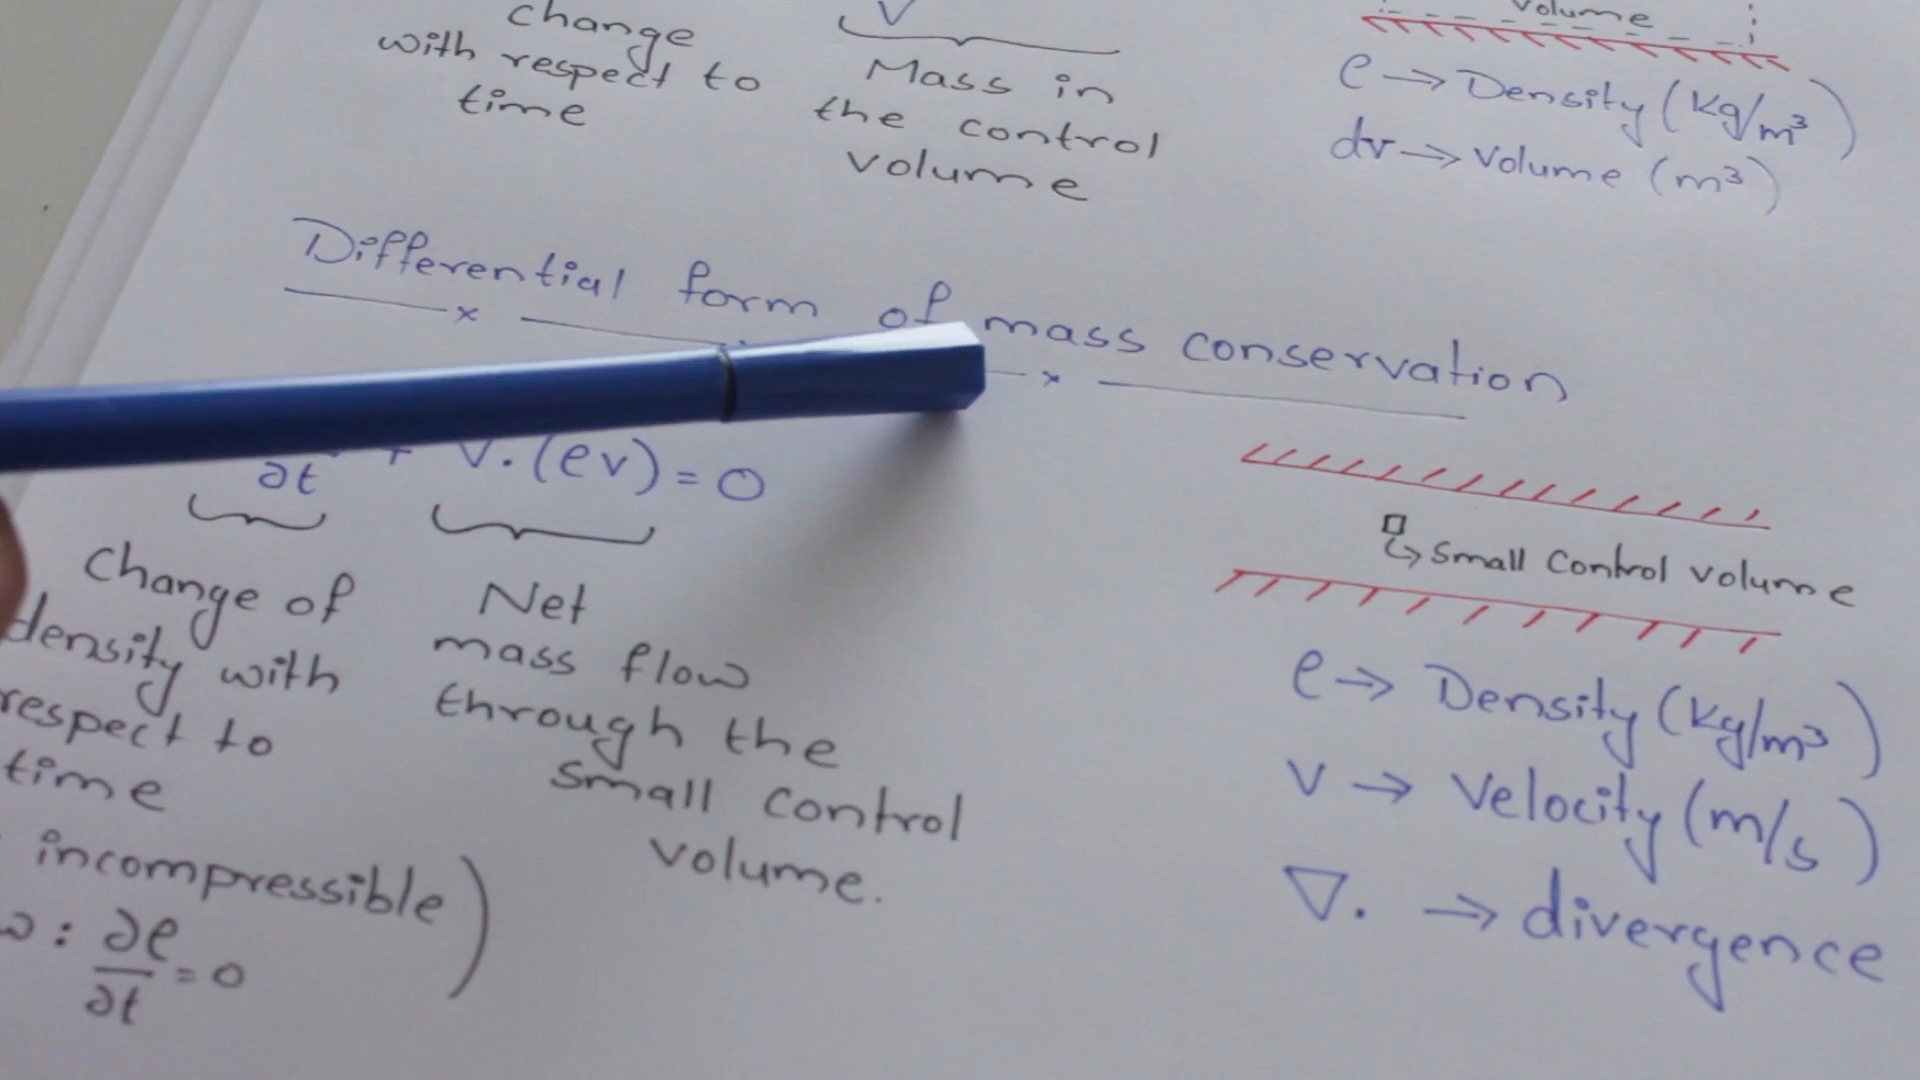 change
with respect to
time
V
Mass in
the control
volume
volume
ρ → Density (Kg/m³)
dv → Volume (m³)
Differential form of mass conservation
∂t + ∇.(ρv) = 0
Change of
density with
respect to
time
Net
mass flow
through the
small control
volume.
incompressible)
: ∂ρ/∂t = 0
small control volume
ρ → Density (Kg/m³)
v → Velocity (m/s)
∇. → divergence